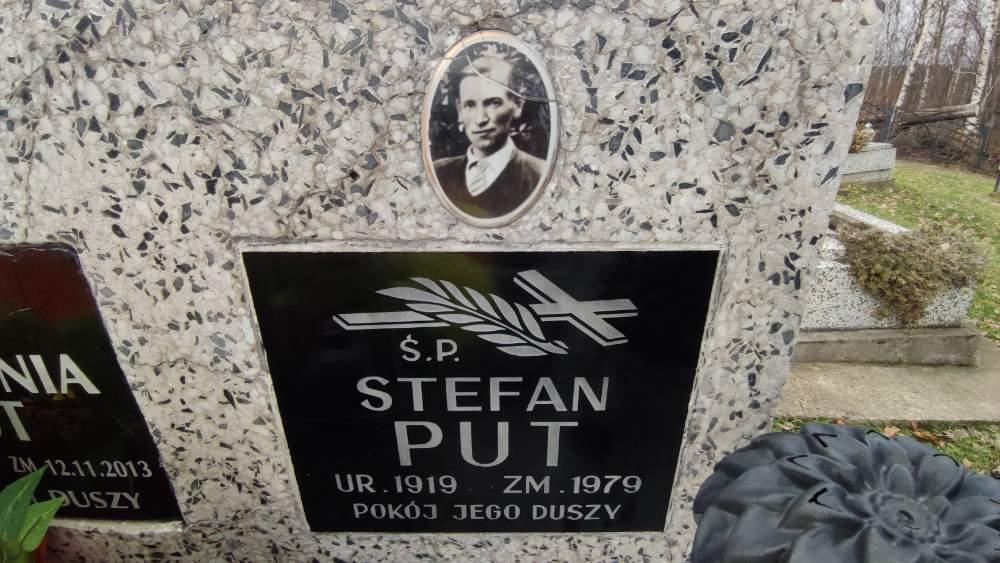 NIA
T
ZM 12.11.2013
DUSZY
Ś.P.
STEFAN
PUT
UR.1919 ZM.1979
POKÓJ JEGO DUSZY